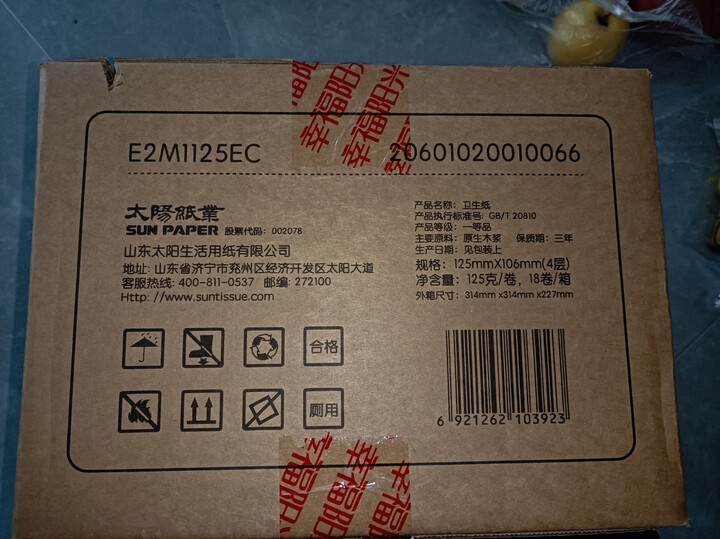 幸福阳光
E2M1125EC
20601020010066
太陽紙業
SUN PAPER 股票代码: 002078
山东太阳生活用纸有限公司
地址: 山东省济宁市兖州区经济开发区太阳大道
客服热线: 400-811-0537 邮编: 272100
Http: //www.suntissue.com
产品名称: 卫生纸
产品执行标准号: GB/T 20810
产品等级: 一等品
主要原料: 原生木浆 保质期: 三年
生产日期: 见包装上
规格: 125mmX106mm(4层)
净含量: 125克/卷, 18卷/箱
外箱尺寸: 314mm x314mm x227mm
合格
厕用
6 921262 103923
幸福阳